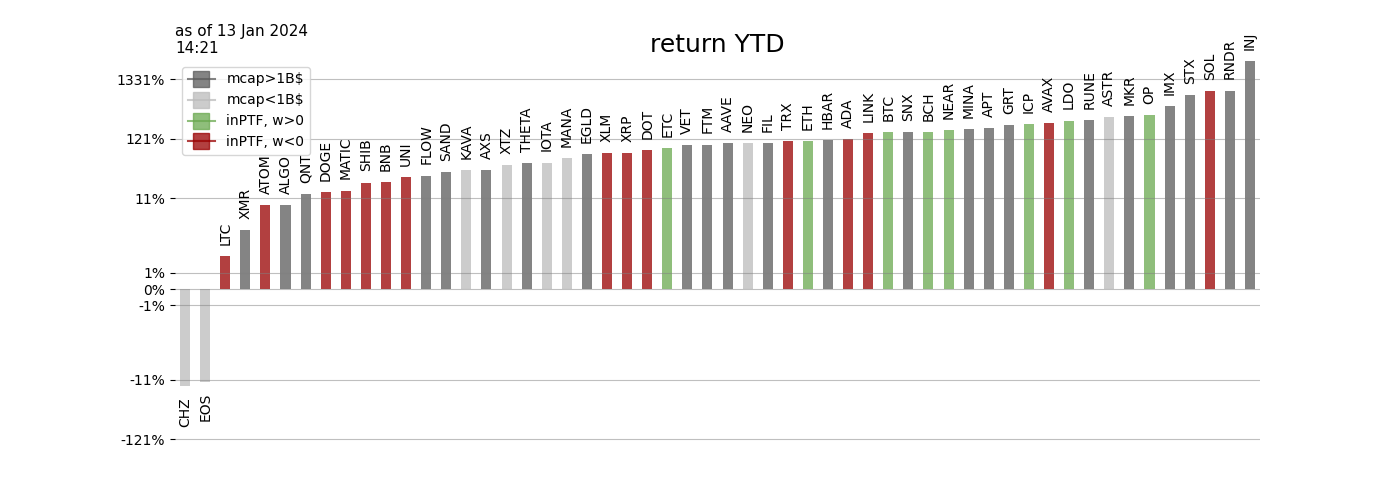 as of 13 Jan 2024
14:21
return YTD
mcap>1B$
mcap<1B$
inPTF, w>0
inPTF, w<0
1331%
121%
11%
1%
0%
-1%
-11%
-121%
CHZ
EOS
LTC
XMR
ATOM
ALGO
QNT
DOGE
MATIC
SHIB
BNB
UNI
FLOW
SAND
KAVA
AXS
XTZ
THETA
IOTA
MANA
EGLD
XLM
XRP
DOT
ETC
VET
FTM
AAVE
NEO
FIL
TRX
ETH
HBAR
ADA
LINK
BTC
SNX
BCH
NEAR
MINA
APT
GRT
ICP
AVAX
LDO
RUNE
ASTR
MKR
OP
IMX
STX
SOL
RNDR
INJ